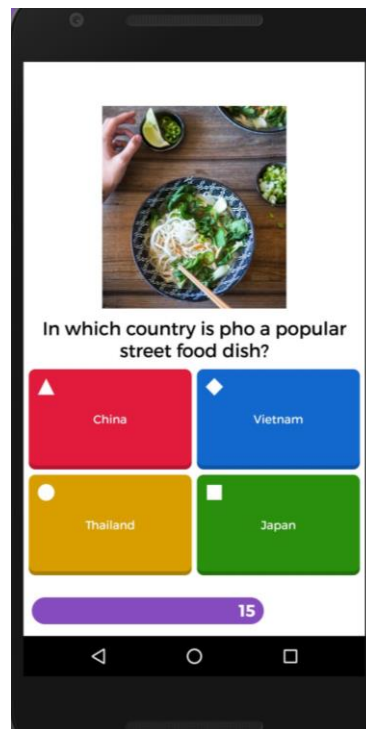 In which country is pho a popular
street food dish?
China
Vietnam
Thailand
Japan
15